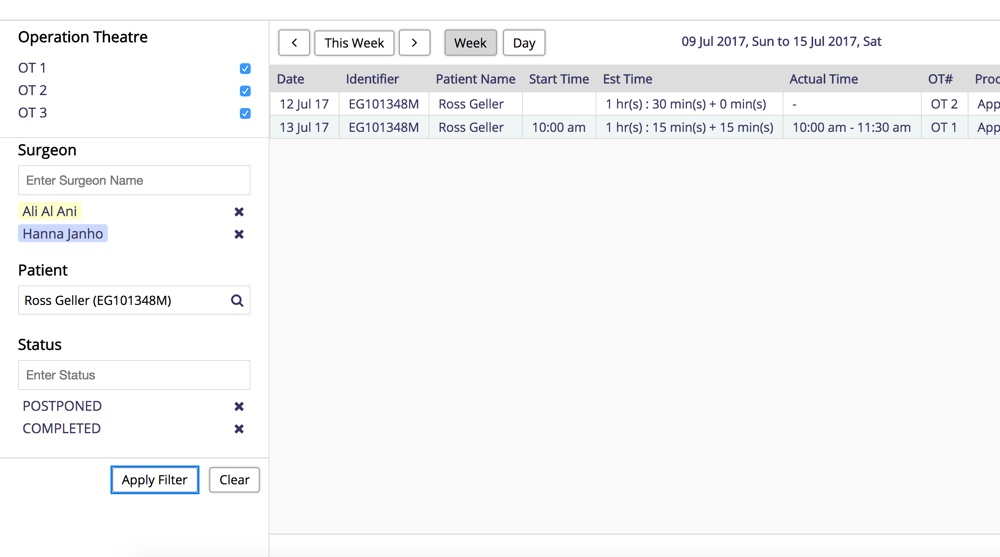 Operation Theatre
OT 1
OT 2
OT 3
Surgeon
Enter Surgeon Name
Ali Al Ani
Hanna Janho
Patient
Ross Geller (EG101348M)
Status
Enter Status
POSTPONED
COMPLETED
Apply Filter Clear
This Week Week Day 09 Jul 2017, Sun to 15 Jul 2017, Sat
Date Identifier Patient Name Start Time Est Time Actual Time OT# Proc
12 Jul 17 EG101348M Ross Geller 1 hr(s) : 30 min(s) + 0 min(s) - OT 2 App
13 Jul 17 EG101348M Ross Geller 10:00 am 1 hr(s) : 15 min(s) + 15 min(s) 10:00 am - 11:30 am OT 1 App